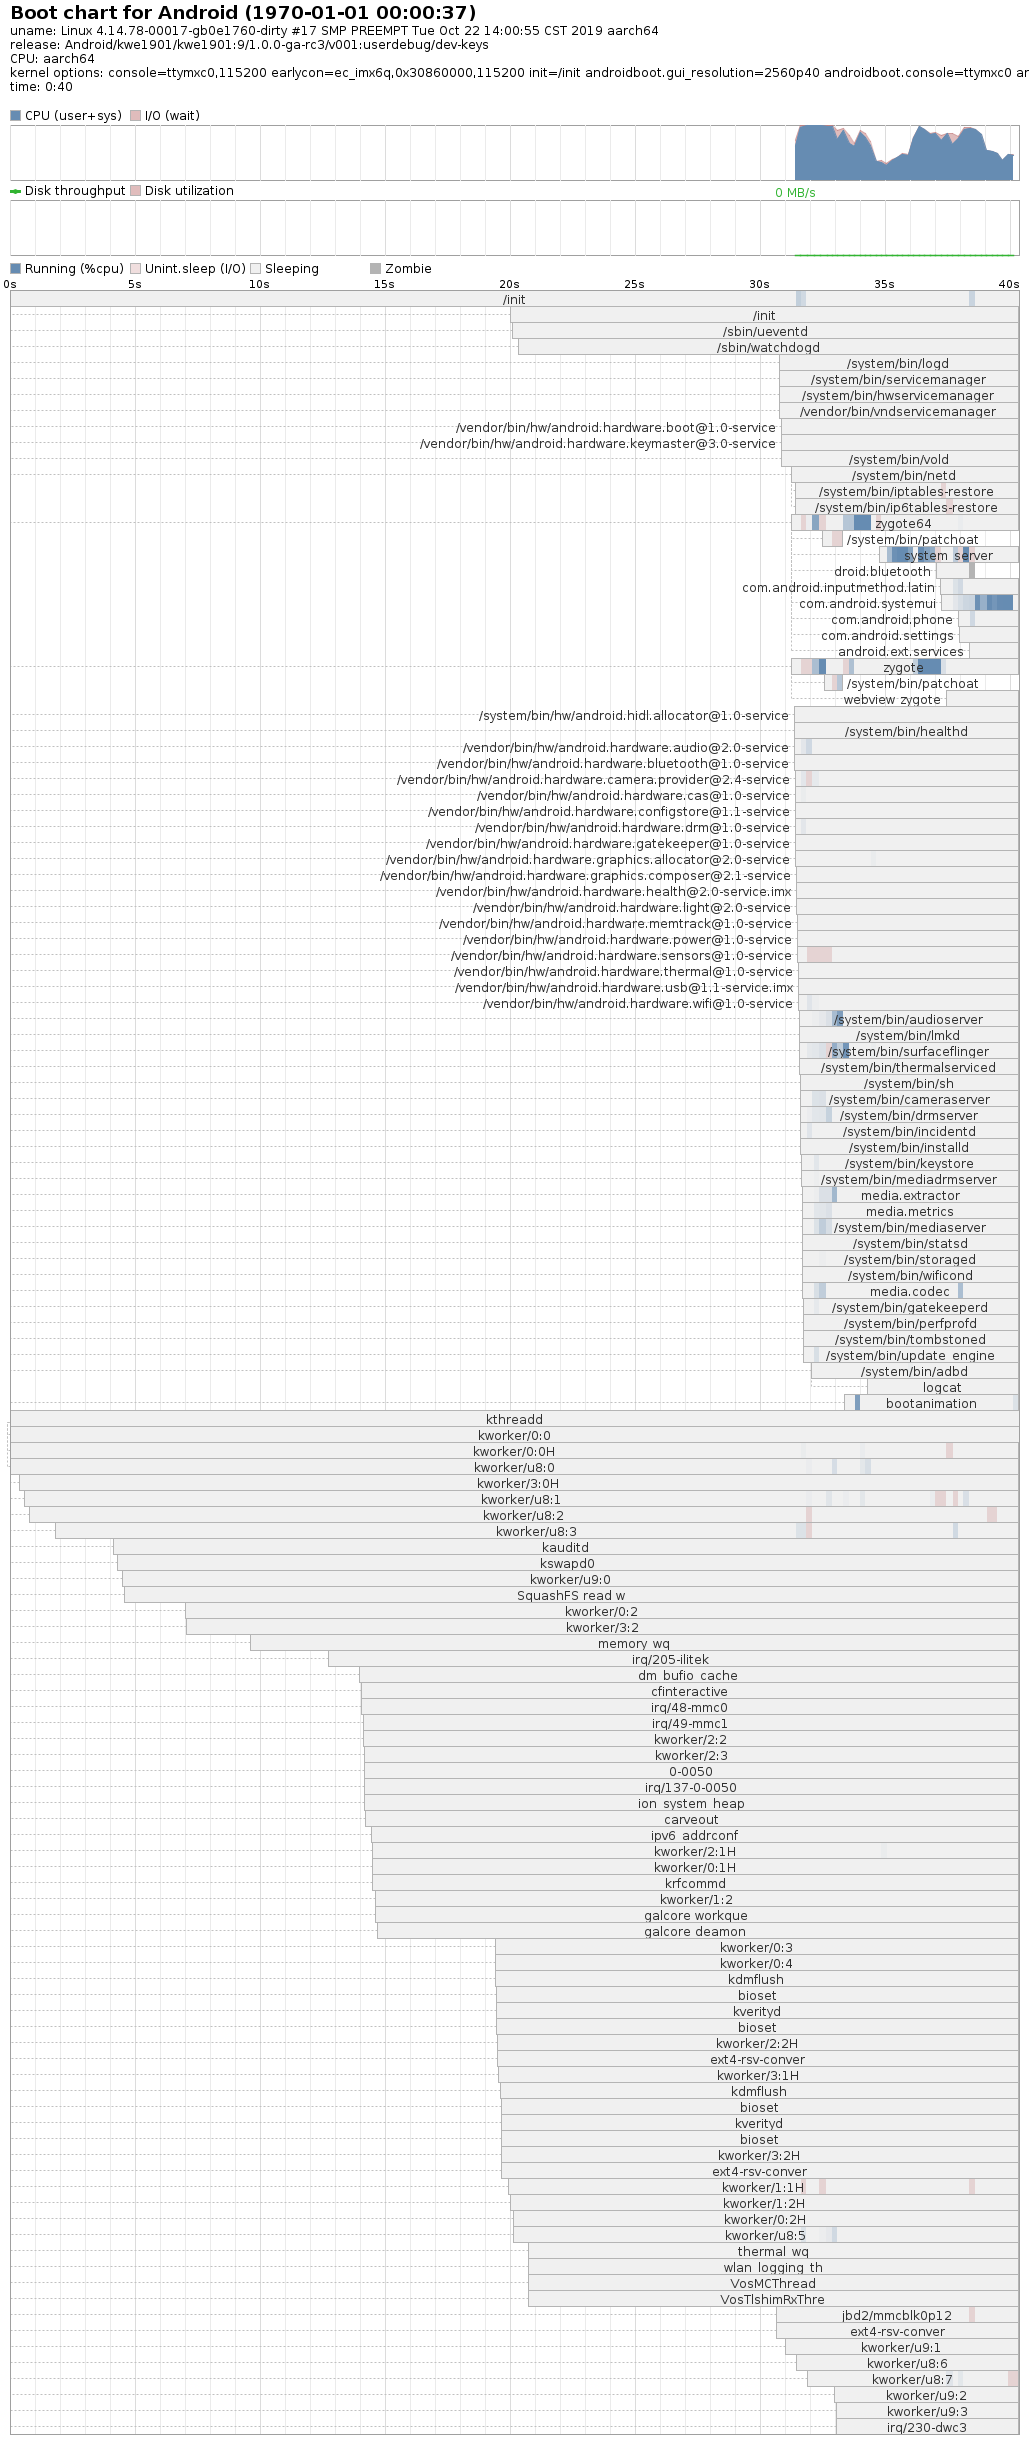 Boot chart for Android (1970-01-01 00:00:37)
uname: Linux 4.14.78-00017-gb0e1760-dirty #17 SMP PREEMPT Tue Oct 22 14:00:55 CST 2019 aarch64
release: Android/kwe1901/kwe1901:9/1.0.0-ga-rc3/v001:userdebug/dev-keys
CPU: aarch64
kernel options: console=ttymxc0,115200 earlycon=ec_imx6q,0x30860000,115200 init=/init androidboot.gui_resolution=2560p40 androidboot.console=ttymxc0 ar
time: 0:40
CPU (user+sys) I/O (wait)
Disk throughput Disk utilization
0 MB/s
Running (%cpu) Unint.sleep (I/O) Sleeping Zombie
0s 5s 10s 15s 20s 25s 30s 35s 40s
/init
/init
/sbin/ueventd
/sbin/watchdogd
/system/bin/logd
/system/bin/servicemanager
/system/bin/hwservicemanager
/vendor/bin/vndservicemanager
/vendor/bin/hw/android.hardware.boot@1.0-service
/vendor/bin/hw/android.hardware.keymaster@3.0-service
/system/bin/vold
/system/bin/netd
/system/bin/iptables-restore
/system/bin/ip6tables-restore
zygote64
/system/bin/patchoat
system_server
droid.bluetooth
com.android.inputmethod.latin
com.android.systemui
com.android.phone
com.android.settings
android.ext.services
zygote
/system/bin/patchoat
webview_zygote
/system/bin/hw/android.hidl.allocator@1.0-service
/system/bin/healthd
/vendor/bin/hw/android.hardware.audio@2.0-service
/vendor/bin/hw/android.hardware.bluetooth@1.0-service
/vendor/bin/hw/android.hardware.camera.provider@2.4-service
/vendor/bin/hw/android.hardware.cas@1.0-service
/vendor/bin/hw/android.hardware.configstore@1.1-service
/vendor/bin/hw/android.hardware.drm@1.0-service
/vendor/bin/hw/android.hardware.gatekeeper@1.0-service
/vendor/bin/hw/android.hardware.graphics.allocator@2.0-service
/vendor/bin/hw/android.hardware.graphics.composer@2.1-service
/vendor/bin/hw/android.hardware.health@2.0-service.imx
/vendor/bin/hw/android.hardware.light@2.0-service
/vendor/bin/hw/android.hardware.memtrack@1.0-service
/vendor/bin/hw/android.hardware.power@1.0-service
/vendor/bin/hw/android.hardware.sensors@1.0-service
/vendor/bin/hw/android.hardware.thermal@1.0-service
/vendor/bin/hw/android.hardware.usb@1.1-service.imx
/vendor/bin/hw/android.hardware.wifi@1.0-service
/system/bin/audioserver
/system/bin/lmkd
/system/bin/surfaceflinger
/system/bin/thermalserviced
/system/bin/sh
/system/bin/cameraserver
/system/bin/drmserver
/system/bin/incidentd
/system/bin/installd
/system/bin/keystore
/system/bin/mediadrmserver
media.extractor
media.metrics
/system/bin/mediaserver
/system/bin/statsd
/system/bin/storaged
/system/bin/wificond
media.codec
/system/bin/gatekeeperd
/system/bin/perfprofd
/system/bin/tombstoned
/system/bin/update_engine
/system/bin/adbd
logcat
bootanimation
kthreadd
kworker/0:0
kworker/0:0H
kworker/u8:0
kworker/3:0H
kworker/u8:1
kworker/u8:2
kworker/u8:3
kauditd
kswapd0
kworker/u9:0
SquashFS read w
kworker/0:2
kworker/3:2
memory_wq
irq/205-ilitek
dm_bufio_cache
cfinteractive
irq/48-mmc0
irq/49-mmc1
kworker/2:2
kworker/2:3
0-0050
irq/137-0-0050
ion_system_heap
carveout
ipv6_addrconf
kworker/2:1H
kworker/0:1H
krfcommd
kworker/1:2
galcore workque
galcore deamon
kworker/0:3
kworker/0:4
kdmflush
bioset
kverityd
bioset
kworker/2:2H
ext4-rsv-conver
kworker/3:1H
kdmflush
bioset
kverityd
bioset
kworker/3:2H
ext4-rsv-conver
kworker/1:1H
kworker/1:2H
kworker/0:2H
kworker/u8:5
thermal_wq
wlan_logging_th
VosMCThread
VosTlshimRxThre
jbd2/mmcblk0p12
ext4-rsv-conver
kworker/u9:1
kworker/u8:6
kworker/u8:7
kworker/u9:2
kworker/u9:3
irq/230-dwc3